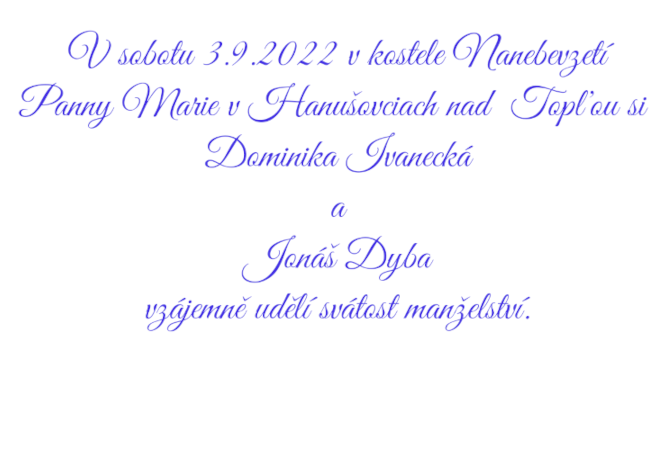 V sobotu 3.9.2022 v kostele Nanebevzetí
Panny Marie v Hanušovciach nad Topľou si
Dominika Ivanecká
a
Jonáš Dyba
vzájemně udělí svátost manželství.